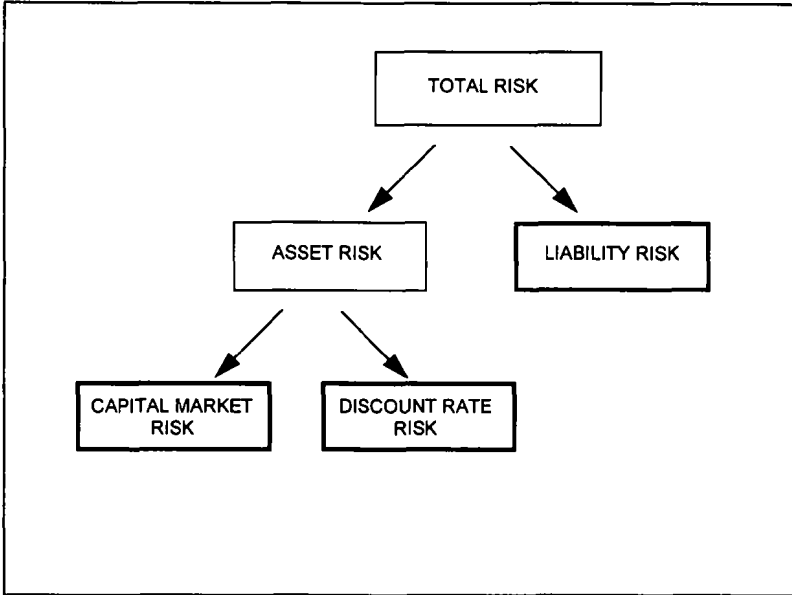 TOTAL RISK
ASSET RISK
LIABILITY RISK
CAPITAL MARKET
RISK
DISCOUNT RATE
RISK